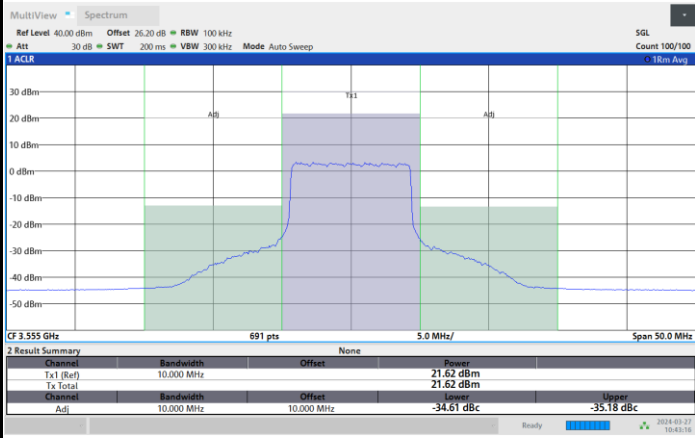 MultiView Spectrum
Ref Level 40.00 dBm Offset 26.20 dB RBW 100 kHz SGL
Att 30 dB SWT 200 ms VBW 300 kHz Mode Auto Sweep Count 100/100
1 ACLR 1Rm Avg
30 dBm
Tx1
20 dBm
Adj Adj
10 dBm
0 dBm
-10 dBm
-20 dBm
-30 dBm
-40 dBm
-50 dBm
CF 3.555 GHz 691 pts 5.0 MHz/ Span 50.0 MHz
2 Result Summary None
Channel Bandwidth Offset Power
Tx1 (Ref) 10.000 MHz 21.62 dBm
Tx Total 21.62 dBm
Channel Bandwidth Offset Lower Upper
Adj 10.000 MHz 10.000 MHz -34.61 dBc -35.18 dBc
Ready 2024-03-27
10:43:16